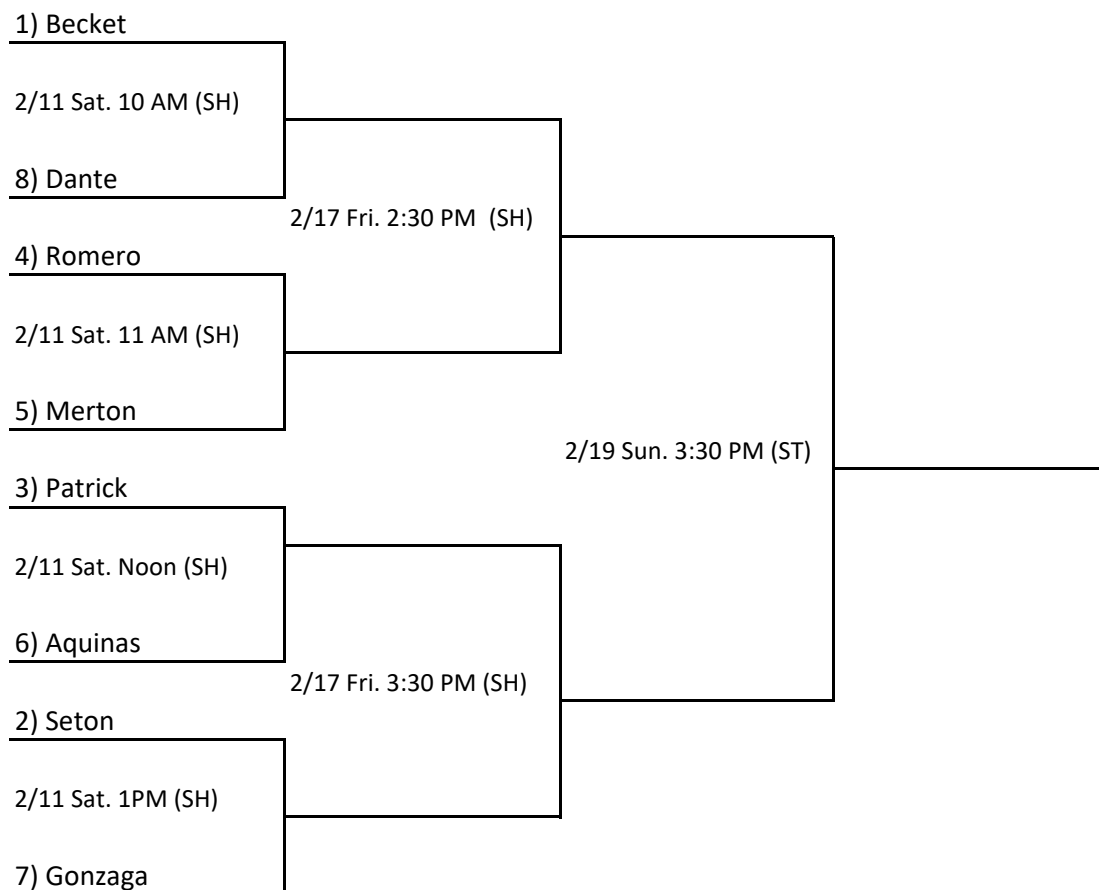 1) Becket
2/11 Sat. 10 AM (SH)
8) Dante
2/17 Fri. 2:30 PM  (SH)
4) Romero
2/11 Sat. 11 AM (SH)
5) Merton
2/19 Sun. 3:30 PM (ST)
3) Patrick
2/11 Sat. Noon (SH)
6) Aquinas
2/17 Fri. 3:30 PM (SH)
2) Seton
2/11 Sat. 1PM (SH)
7) Gonzaga